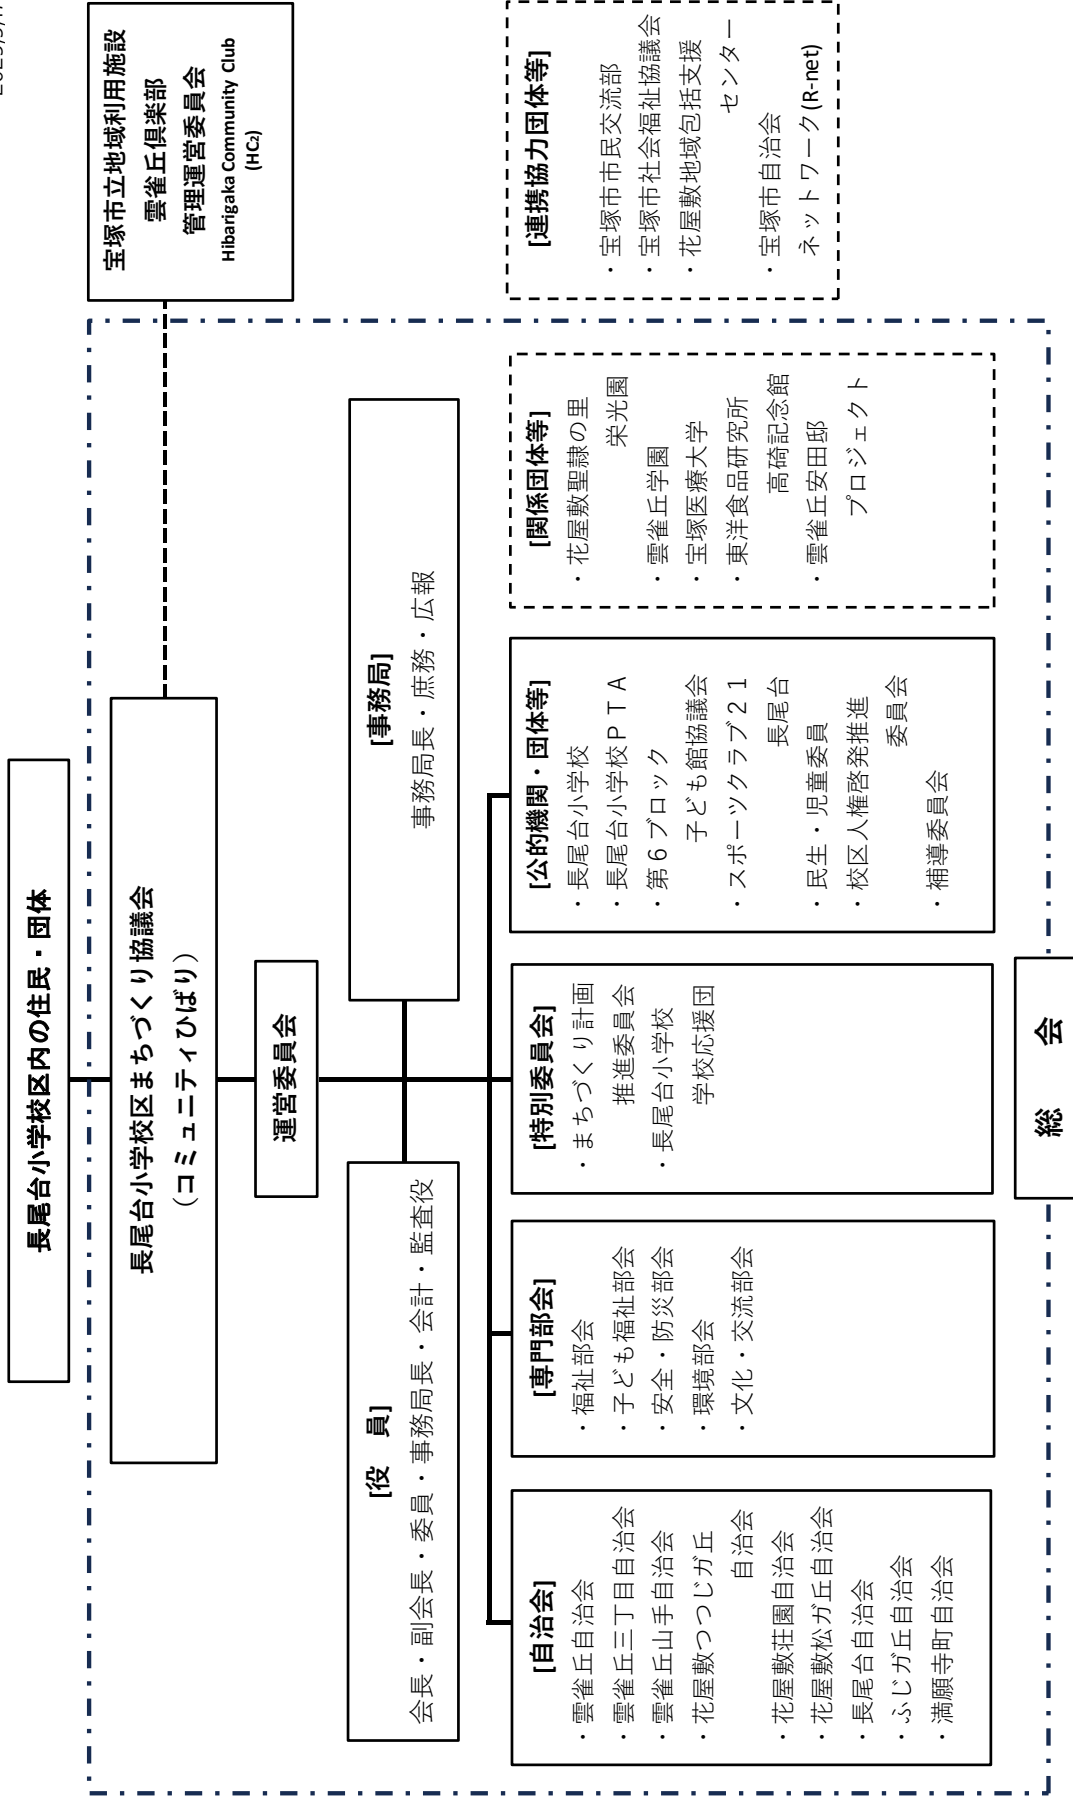 長尾台小学校区内の住民・団体
長尾台小学校区まちづくり協議会
（コミュニティひばり）
宝塚市立地域利用施設
雲雀丘倶楽部
管理運営委員会
Hibarigaka Community Club
(HC₂)
運営委員会
[役　員]
会長・副会長・委員・事務局長・会計・監査役
[事務局]
事務局長・庶務・広報
[自治会]
・雲雀丘自治会
・雲雀丘三丁目自治会
・雲雀丘山手自治会
・花屋敷つつじガ丘
自治会
・花屋敷荘園自治会
・花屋敷松ガ丘自治会
・長尾台自治会
・ふじガ丘自治会
・満願寺町自治会
[専門部会]
・福祉部会
・子ども福祉部会
・安全・防災部会
・環境部会
・文化・交流部会
[特別委員会]
・まちづくり計画
推進委員会
・長尾台小学校
学校応援団
[公的機関・団体等]
・長尾台小学校
・長尾台小学校ＰＴＡ
・第６ブロック
子ども館協議会
・スポーツクラブ２１
長尾台
・民生・児童委員
・校区人権啓発推進
委員会
・補導委員会
[関係団体等]
・花屋敷聖隷の里
栄光園
・雲雀丘学園
・宝塚医療大学
・東洋食品研究所
高碕記念館
・雲雀丘安田邸
プロジェクト
[連携協力団体等]
・宝塚市市民交流部
・宝塚市社会福祉協議会
・花屋敷地域包括支援
センター
・宝塚市自治会
ネットワーク(R-net)
総　会